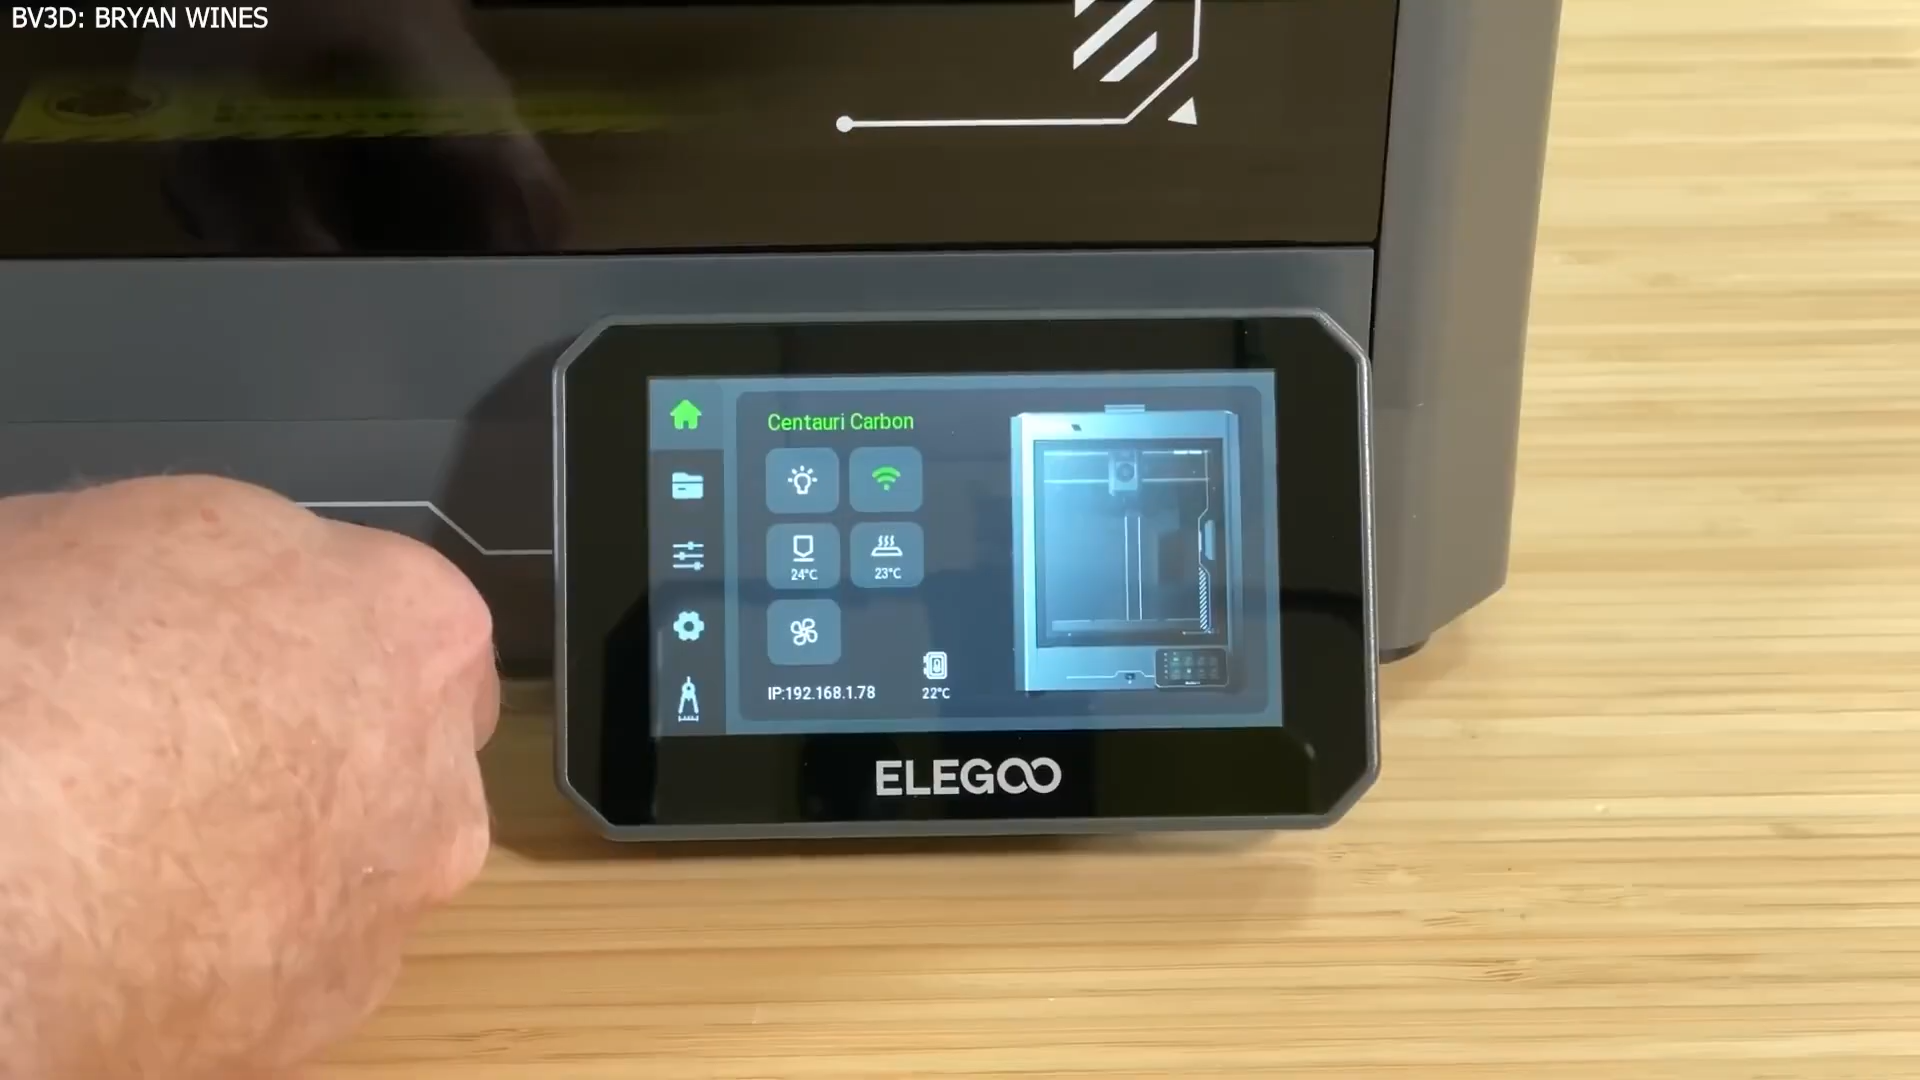 BV3D: BRYAN WINES
Centauri Carbon
24°C
23°C
IP:192.168.1.78
22°C
ELEGOO